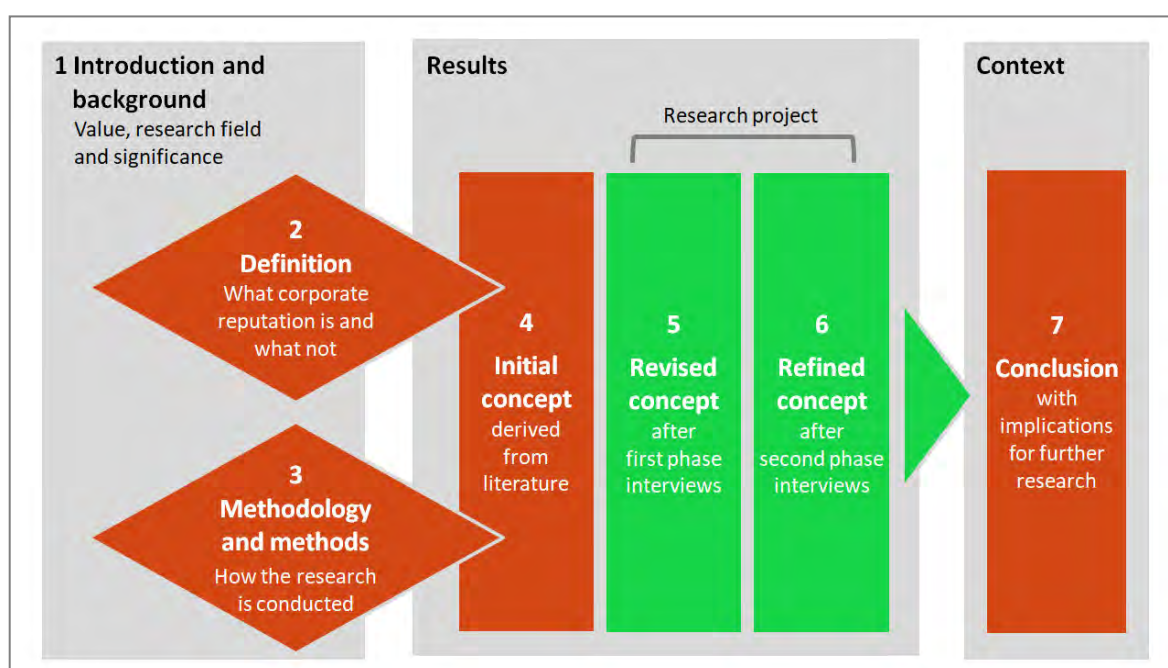 1 Introduction and
background
Value, research field
and significance
2
Definition
What corporate
reputation is and
what not
3
Methodology
and methods
How the research
is conducted
Results
Research project
4
Initial
concept
derived
from
literature
5
Revised
concept
after
first phase
interviews
6
Refined
concept
after
second phase
interviews
Context
7
Conclusion
with
implications
for further
research